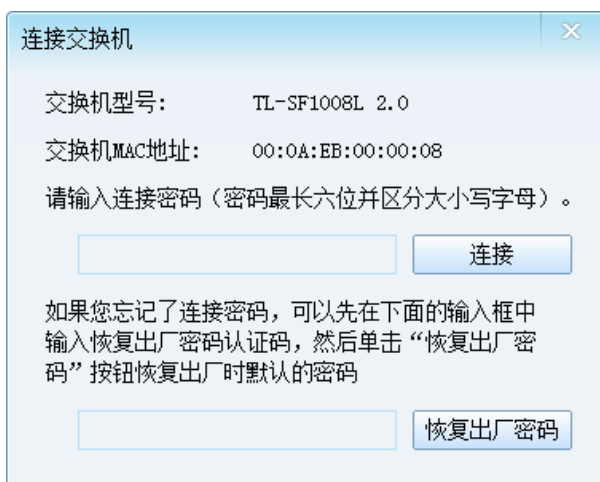 连接交换机
交换机型号: TL-SF1008L 2.0
交换机MAC地址: 00:0A:EB:00:00:08
请输入连接密码(密码最长六位并区分大小写字母)。
连接
如果您忘记了连接密码,可以先在下面的输入框中
输入恢复出厂密码认证码,然后单击“恢复出厂密
码”按钮恢复出厂时默认的密码
恢复出厂密码